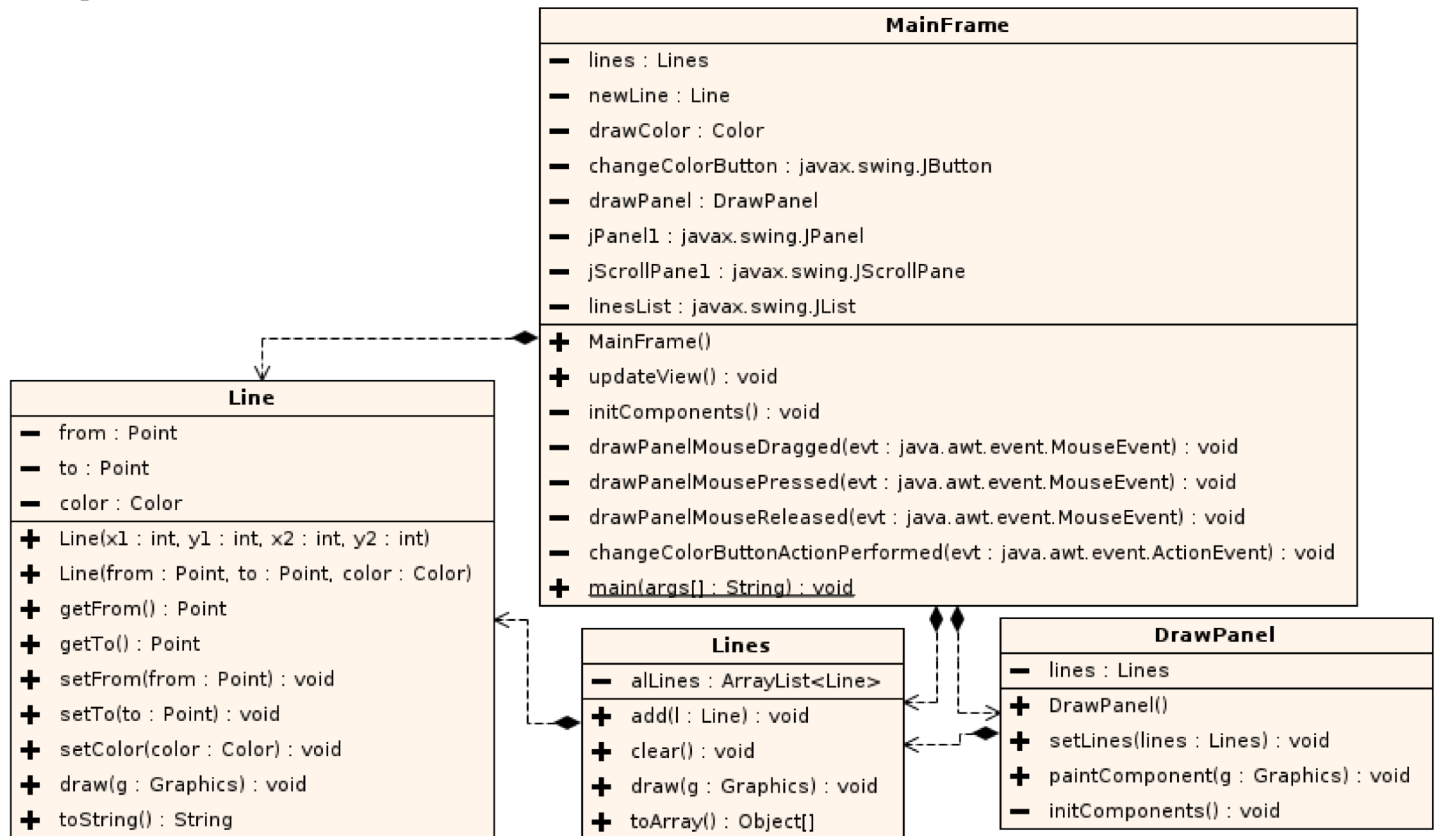 MainFrame
lines : Lines
newLine : Line
drawColor : Color
changeColorButton : javax.swing.JButton
drawPanel : DrawPanel
jPanel1 : javax.swing.JPanel
jScrollPane1 : javax.swing.JScrollPane
linesList : javax.swing.JList
MainFrame()
updateView() : void
initComponents() : void
drawPanelMouseDragged(evt : java.awt.event.MouseEvent) : void
drawPanelMousePressed(evt : java.awt.event.MouseEvent) : void
drawPanelMouseReleased(evt : java.awt.event.MouseEvent) : void
changeColorButtonActionPerformed(evt : java.awt.event.ActionEvent) : void
main(args[] : String) : void
Line
from : Point
to : Point
color : Color
Line(x1 : int, y1 : int, x2 : int, y2 : int)
Line(from : Point, to : Point, color : Color)
getFrom() : Point
getTo() : Point
setFrom(from : Point) : void
setTo(to : Point) : void
setColor(color : Color) : void
draw(g : Graphics) : void
toString() : String
Lines
alLines : ArrayList<Line>
add(l : Line) : void
clear() : void
draw(g : Graphics) : void
toArray() : Object[]
DrawPanel
lines : Lines
DrawPanel()
setLines(lines : Lines) : void
paintComponent(g : Graphics) : void
initComponents() : void